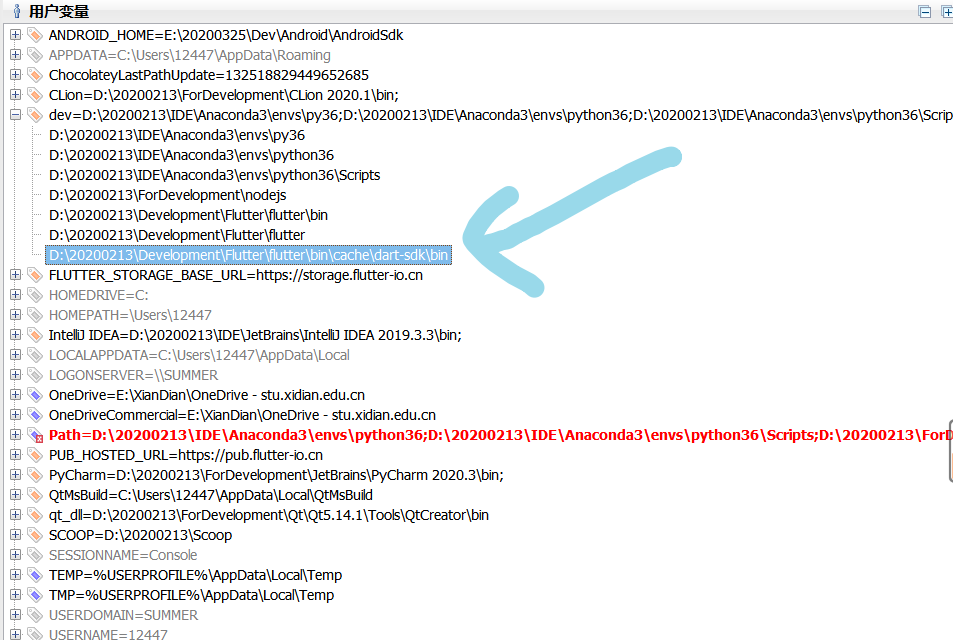 用户变量
ANDROID_HOME=E:\20200325\Dev\Android\AndroidSdk
APPDATA=C:\Users\12447\AppData\Roaming
ChocolateyLastPathUpdate=132518829449652685
CLion=D:\20200213\ForDevelopment\CLion 2020.1\bin;
dev=D:\20200213\IDE\Anaconda3\envs\py36;D:\20200213\IDE\Anaconda3\envs\python36;D:\20200213\IDE\Anaconda3\envs\python36\Scrip
D:\20200213\IDE\Anaconda3\envs\py36
D:\20200213\IDE\Anaconda3\envs\python36
D:\20200213\IDE\Anaconda3\envs\python36\Scripts
D:\20200213\ForDevelopment\nodejs
D:\20200213\Development\Flutter\flutter\bin
D:\20200213\Development\Flutter\flutter
D:\20200213\Development\Flutter\flutter\bin\cache\dart-sdk\bin
FLUTTER_STORAGE_BASE_URL=https://storage.flutter-io.cn
HOMEDRIVE=C:
HOMEPATH=\Users\12447
IntelliJ IDEA=D:\20200213\IDE\JetBrains\IntelliJ IDEA 2019.3.3\bin;
LOCALAPPDATA=C:\Users\12447\AppData\Local
LOGONSERVER=\\SUMMER
OneDrive=E:\XianDian\OneDrive - stu.xidian.edu.cn
OneDriveCommercial=E:\XianDian\OneDrive - stu.xidian.edu.cn
Path=D:\20200213\IDE\Anaconda3\envs\python36;D:\20200213\IDE\Anaconda3\envs\python36\Scripts;D:\20200213\ForD
PUB_HOSTED_URL=https://pub.flutter-io.cn
PyCharm=D:\20200213\ForDevelopment\JetBrains\PyCharm 2020.3\bin;
QtMsBuild=C:\Users\12447\AppData\Local\QtMsBuild
qt_dll=D:\20200213\ForDevelopment\Qt\Qt5.14.1\Tools\QtCreator\bin
SCOOP=D:\20200213\Scoop
SESSIONNAME=Console
TEMP=%USERPROFILE%\AppData\Local\Temp
TMP=%USERPROFILE%\AppData\Local\Temp
USERDOMAIN=SUMMER
USERNAME=12447